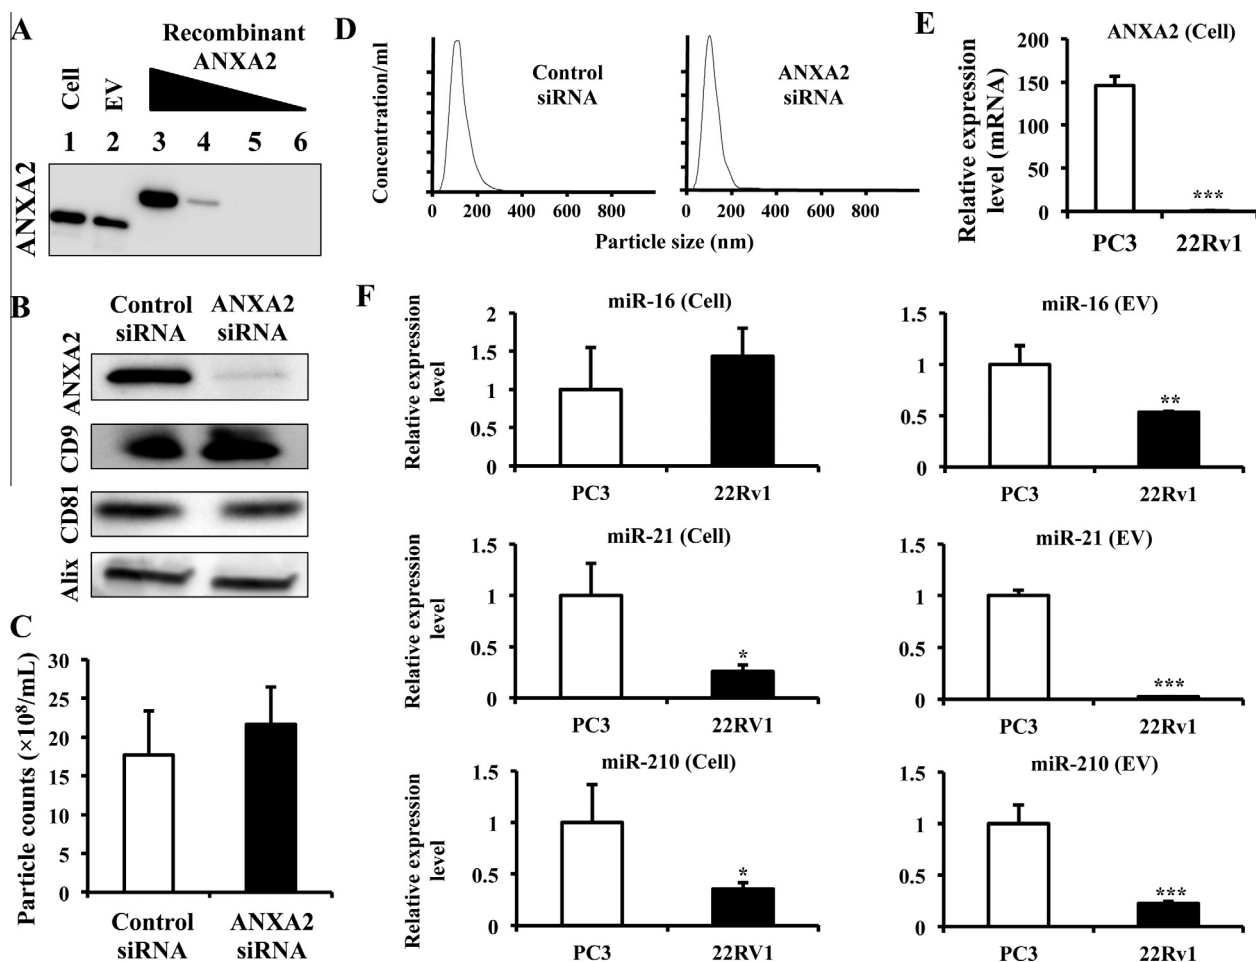 A
Recombinant
ANXA2
Cell
EV
1 2 3 4 5 6
ANXA2
B
Control
siRNA
ANXA2
siRNA
ANXA2
CD9
CD81
Alix
C
Particle counts (×10⁸/mL)
30
25
20
15
10
5
0
Control
siRNA
ANXA2
siRNA
D
Concentration/ml
Control
siRNA
0 200 400 600 800
ANXA2
siRNA
0 200 400 600 800
Particle size (nm)
E
ANXA2 (Cell)
Relative expression
level (mRNA)
200
150
100
50
0
***
PC3 22Rv1
F
miR-16 (Cell)
Relative expression
level
2
1.5
1
0.5
0
PC3 22Rv1
miR-16 (EV)
1.5
1
0.5
0
**
PC3 22Rv1
miR-21 (Cell)
Relative expression
level
1.5
1
0.5
0
*
PC3 22RV1
miR-21 (EV)
1.5
1
0.5
0
***
PC3 22Rv1
miR-210 (Cell)
Relative expression
level
1.5
1
0.5
0
*
PC3 22RV1
miR-210 (EV)
1.5
1
0.5
0
***
PC3 22Rv1